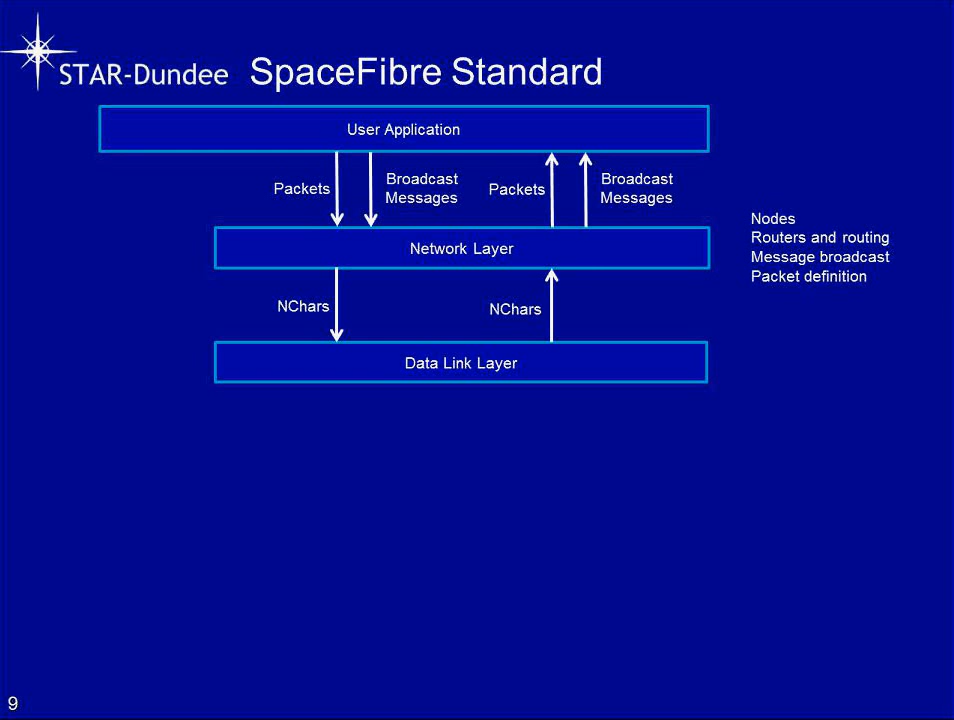 STAR-Dundee SpaceFibre Standard
User Application
Packets
Broadcast
Messages
Packets
Broadcast
Messages
Nodes
Routers and routing
Message broadcast
Packet definition
Network Layer
NChars
NChars
Data Link Layer
9